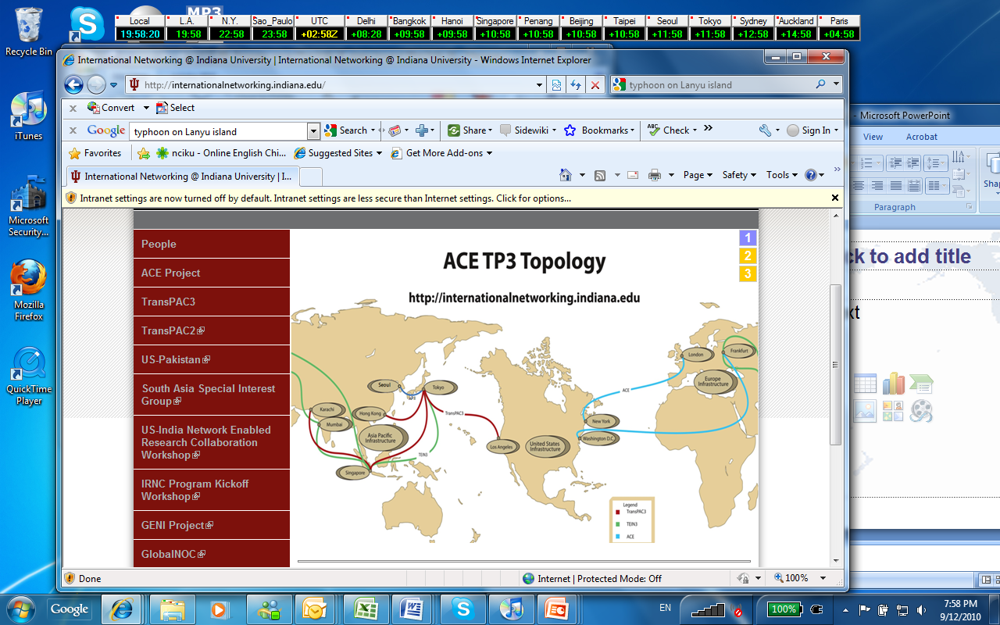 Recycle Bin
iTunes
Microsoft
Security...
Mozilla
Firefox
QuickTime
Player
MP3
Local L.A. N.Y. Sao_Paulo UTC Delhi Bangkok Hanoi Singapore Penang Beijing Taipei Seoul Tokyo Sydney Auckland Paris
19:58:20 19:58 22:58 23:58 +02:58Z +08:28 +09:58 +09:58 +10:58 +10:58 +10:58 +10:58 +11:58 +11:58 +12:58 +14:58 +04:58
International Networking @ Indiana University | International Networking @ Indiana University - Windows Internet Explorer
http://internationalnetworking.indiana.edu/ typhoon on Lanyu island
x Convert Select
x Google typhoon on Lanyu island Search Share Sidewiki Bookmarks Check Sign In
Favorites nciku - Online English Chi... Suggested Sites Get More Add-ons
International Networking @ Indiana University | I... Page Safety Tools
Intranet settings are now turned off by default. Intranet settings are less secure than Internet settings. Click for options...
People
ACE Project
TransPAC3
TransPAC2
US-Pakistan
South Asia Special Interest
Group
US-India Network Enabled
Research Collaboration
Workshop
IRNC Program Kickoff
Workshop
GENI Project
GlobalNOC
1
2
3
ACE TP3 Topology
http://internationalnetworking.indiana.edu
London
Frankfurt
Europe
Infrastructure
Seoul
Tokyo
ACE
Karachi
Hong Kong
TransPAC3
Mumbai
New York
Asia Pacific
Infrastructure
Washington D.C.
Los Angeles
United States
Infrastructure
TEIN3
Singapore
Legend
TransPAC3
TEIN3
ACE
Done Internet | Protected Mode: Off 100%
- Microsoft PowerPoint
View Acrobat
Shap
Paragraph
ck to add title
xt
Google
EN
100%
7:58 PM
9/12/2010